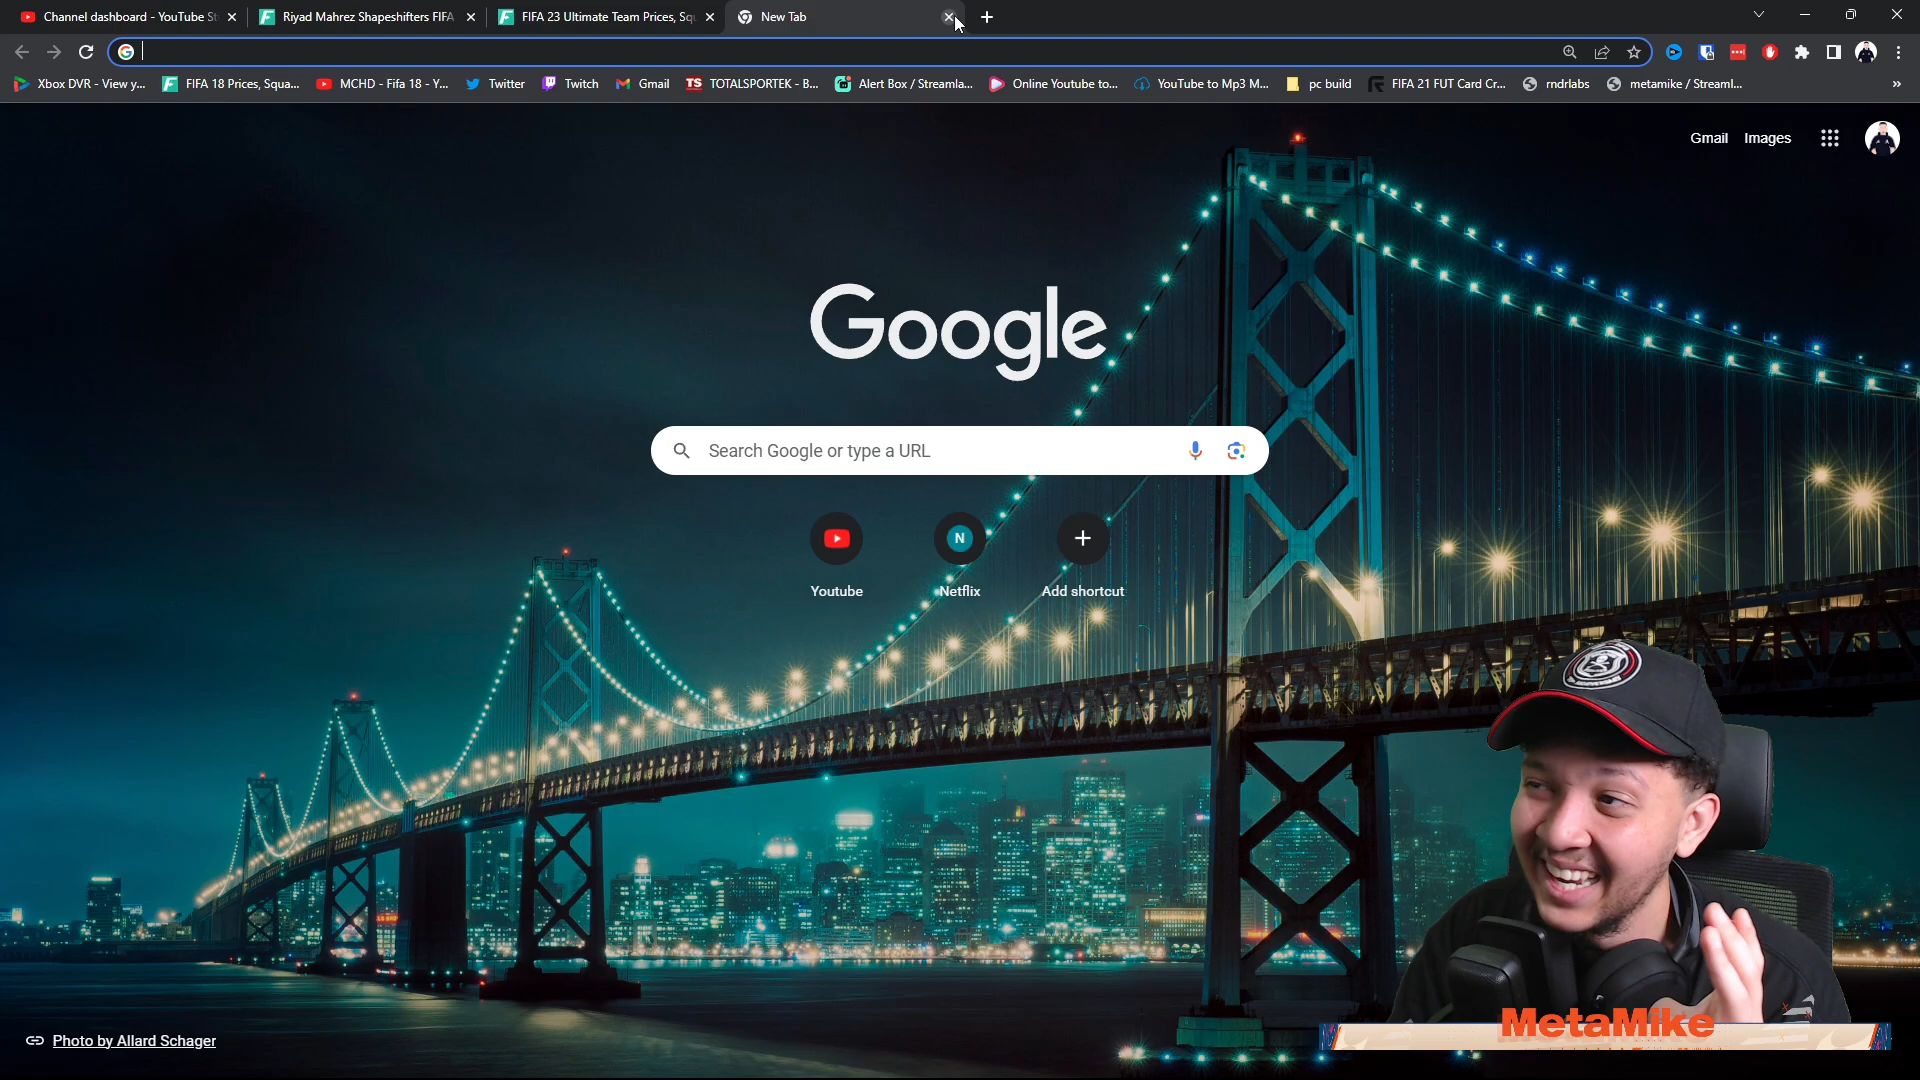 Channel dashboard - YouTube St
Riyad Mahrez Shapeshifters FIFA
FIFA 23 Ultimate Team Prices, Squ
New Tab
Xbox DVR - View y...
FIFA 18 Prices, Squa...
MCHD - Fifa 18 - Y...
Twitter
Twitch
Gmail
TS TOTALSPORTEK - B...
Alert Box / Streamla...
Online Youtube to...
YouTube to Mp3 M...
pc build
FIFA 21 FUT Card Cr...
rndrlabs
metamike / Streaml...
Gmail
Images
Google
Search Google or type a URL
N
Youtube
Netflix
Add shortcut
MetaMike
Photo by Allard Schager